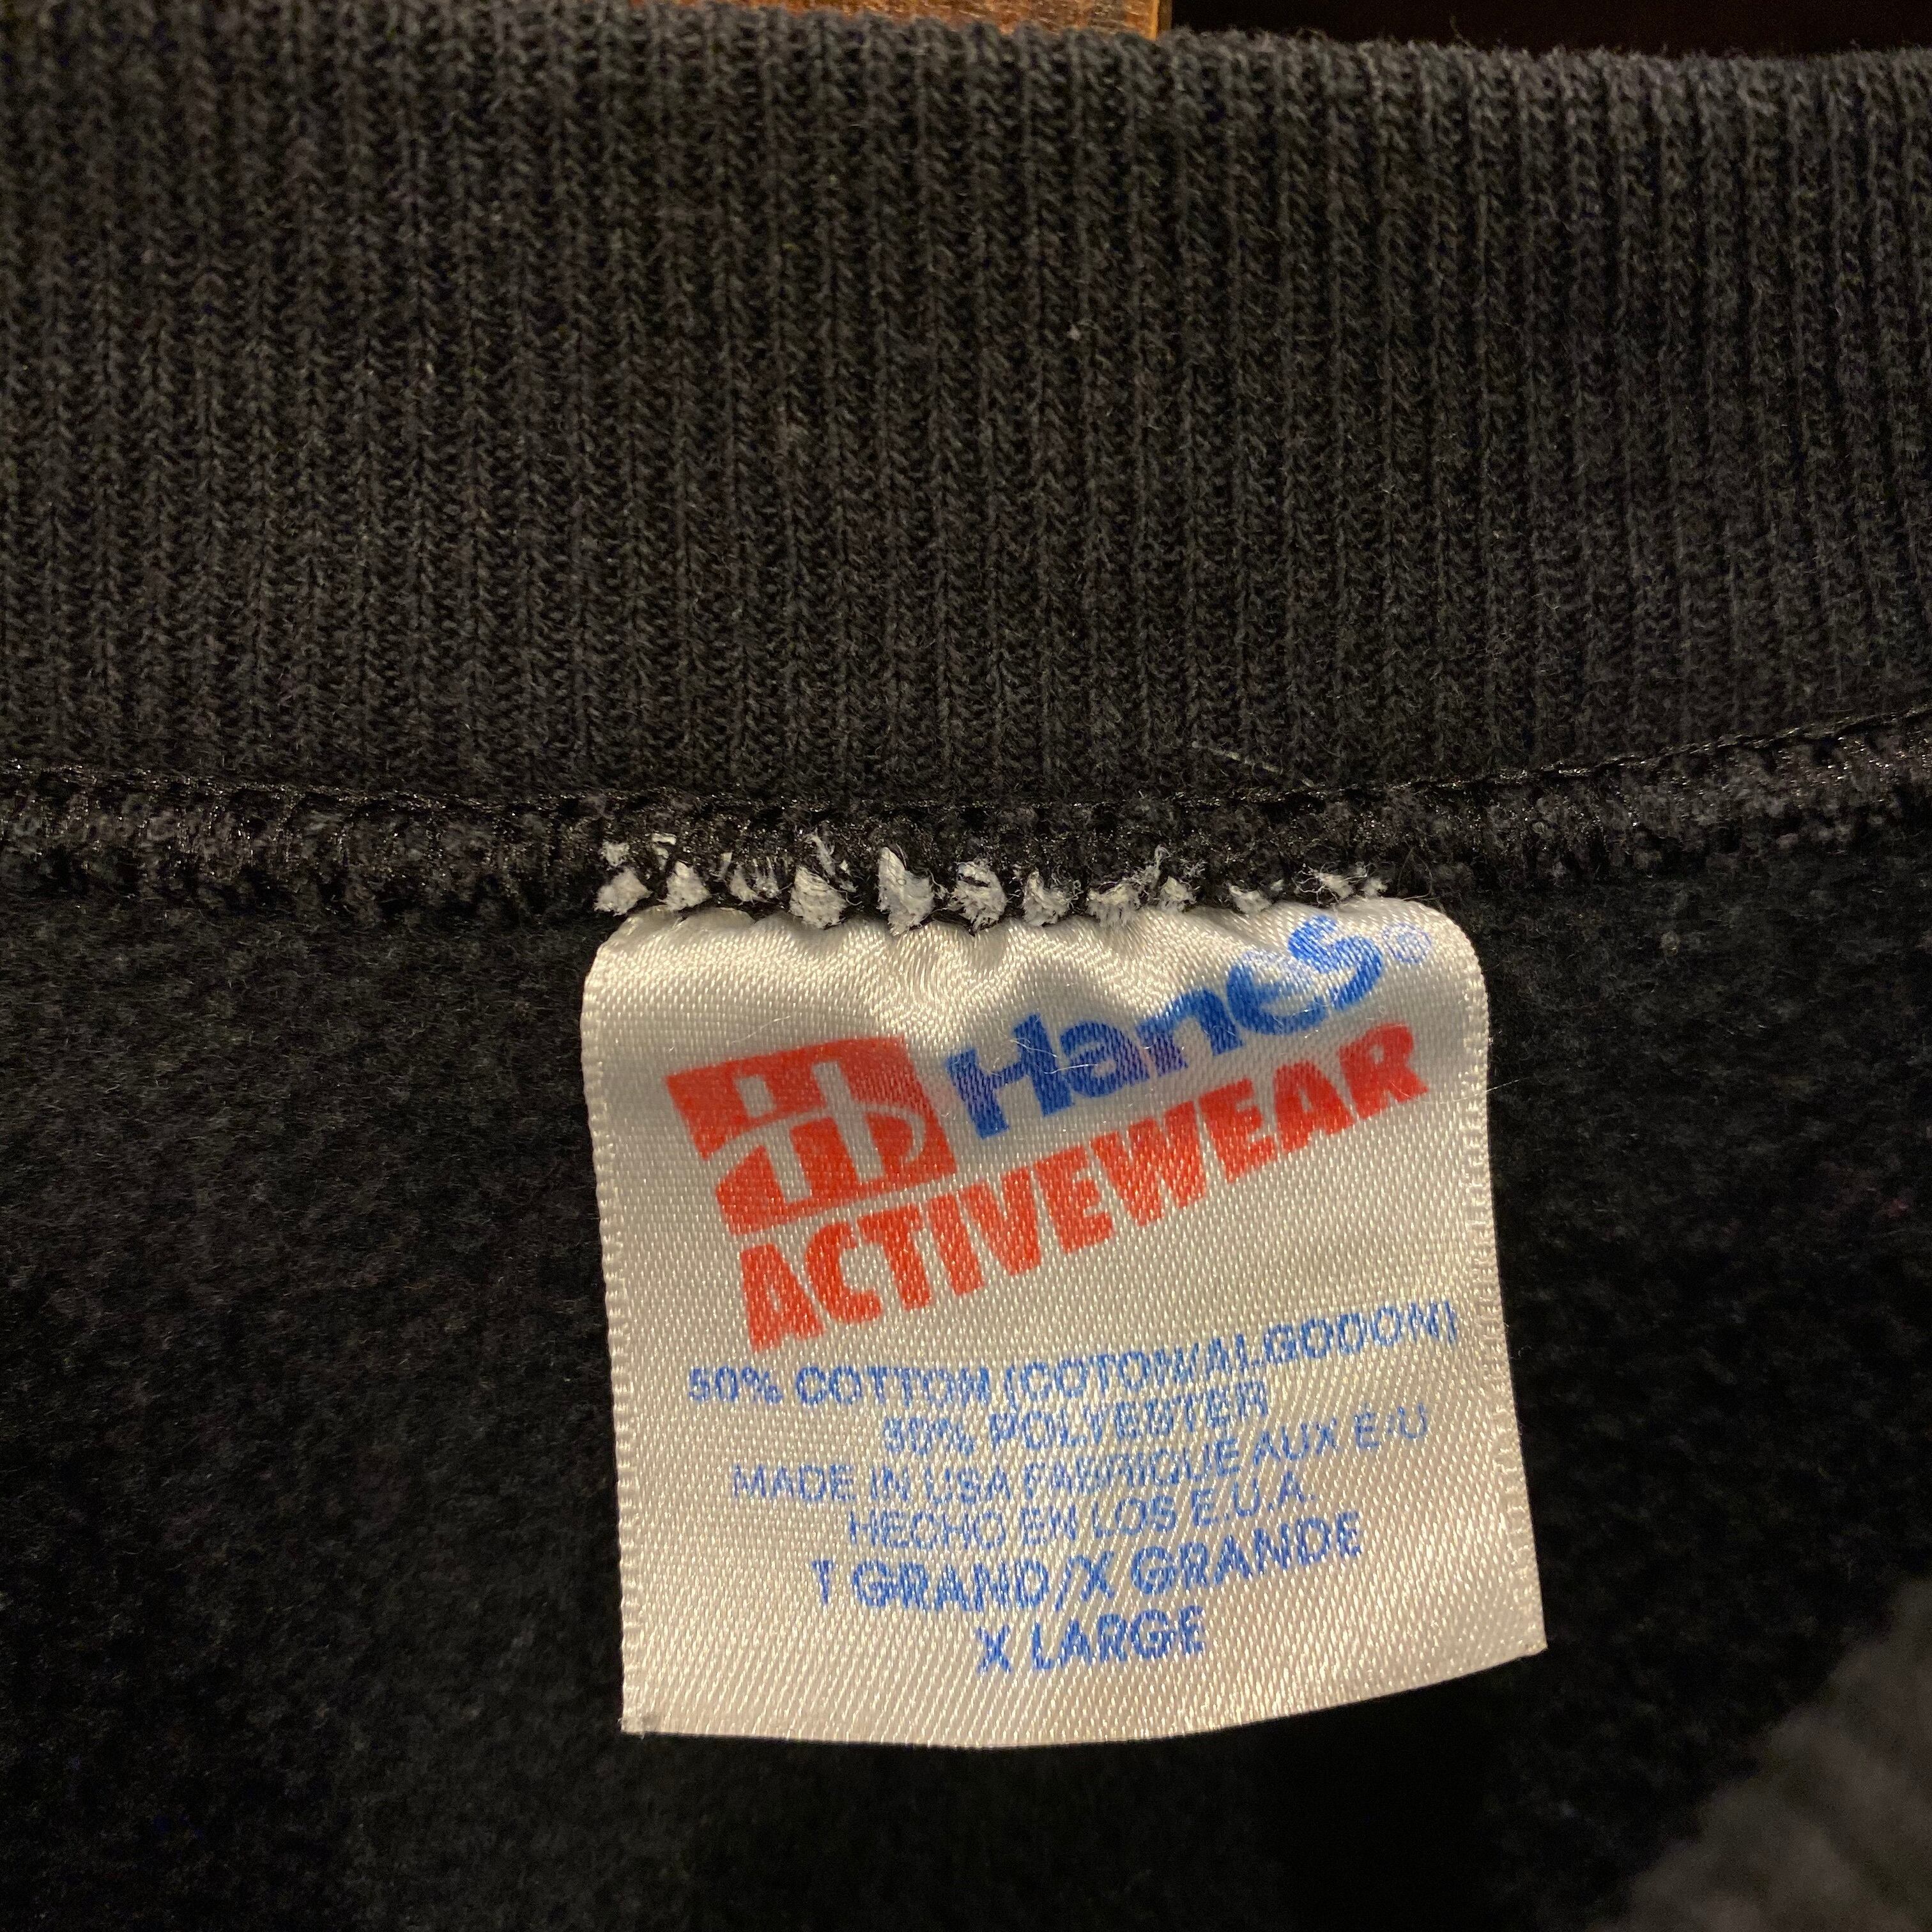 Hanes®
ACTIVEWEAR
50% COTTON (COTON/ALGODON)
50% POLYESTER
MADE IN USA FABRIQUE AUX E/U
HECHO EN LOS E.U.A.
T GRAND/X GRANDE
X LARGE